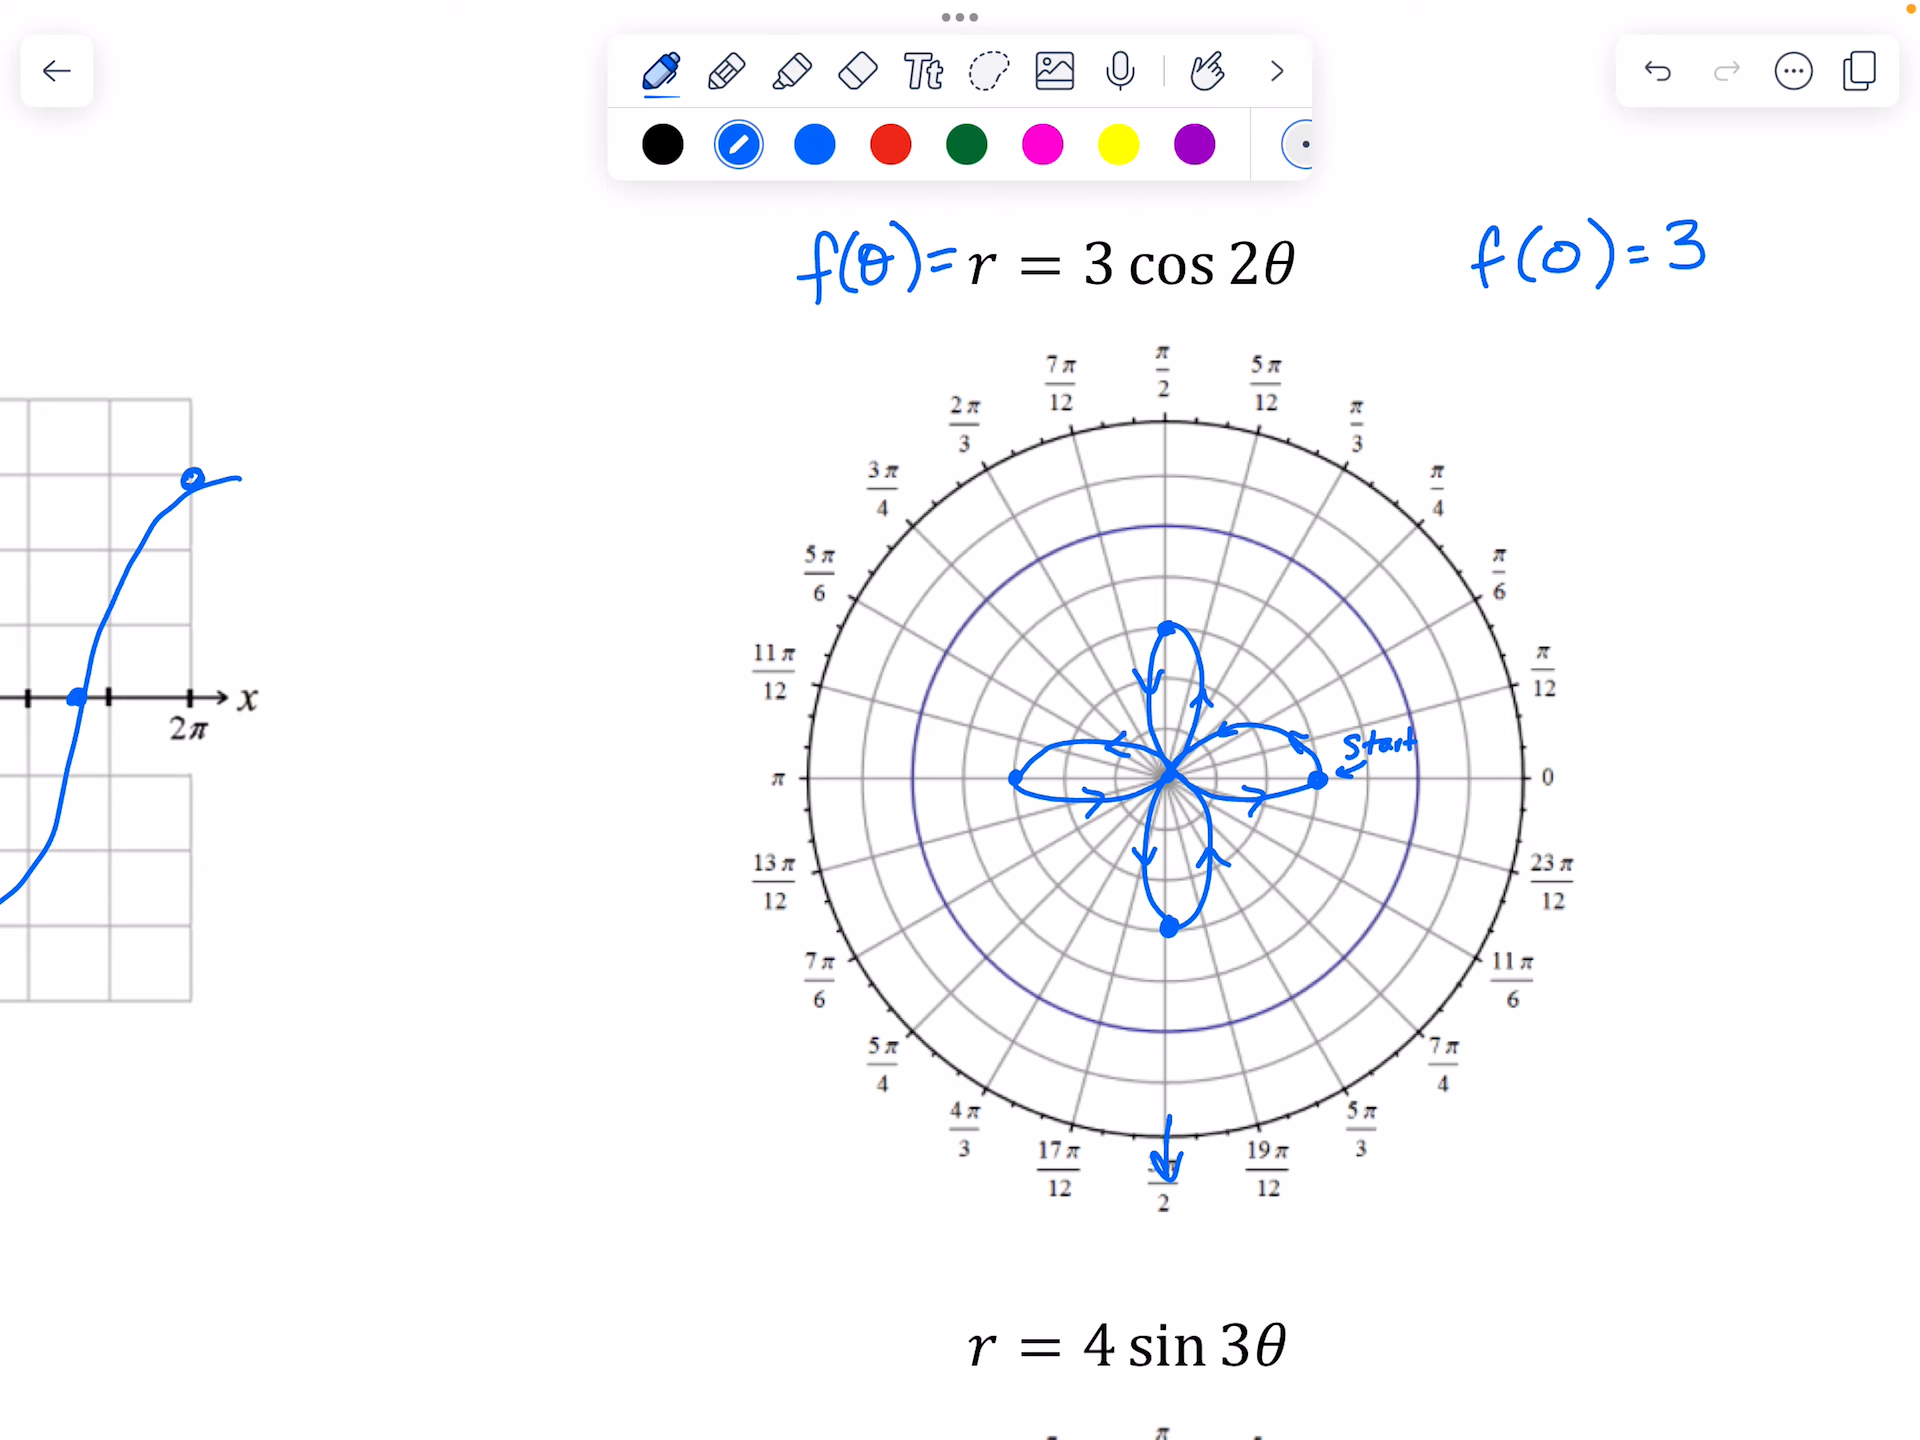 Tt
f(θ)= r = 3 cos 2θ
f(0)=3
π/2
7π/12
5π/12
2π/3
π/3
3π/4
π/4
5π/6
π/6
11π/12
π/12
start
x
2π
π
0
13π/12
23π/12
7π/6
11π/6
5π/4
7π/4
4π/3
5π/3
17π/12
π/2
19π/12
r = 4 sin 3θ
π